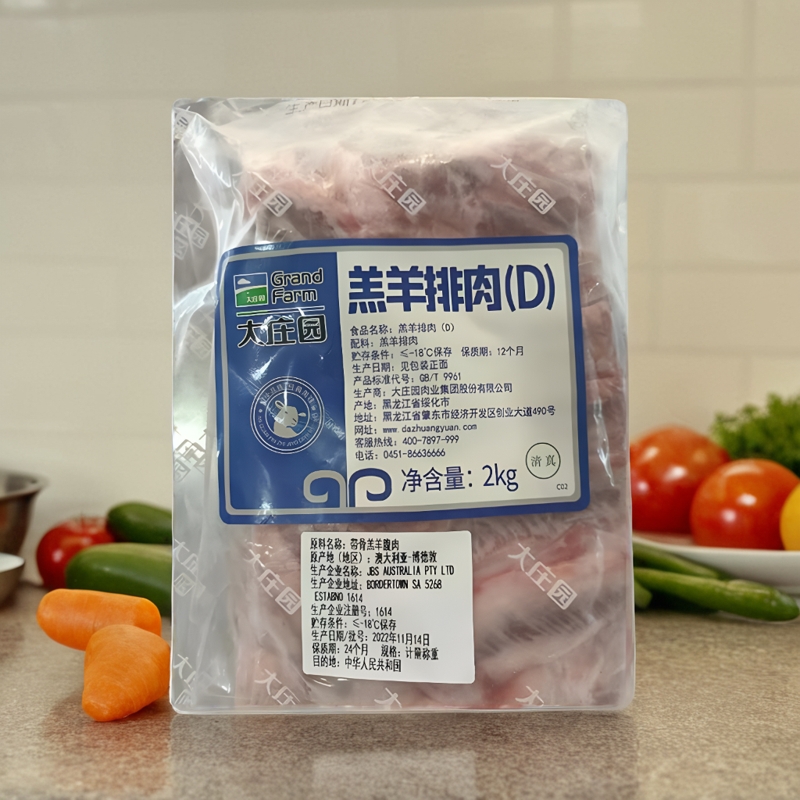 生产日期
大庄园
大庄园
大庄园
Grand
Farm
大庄园
大庄园
羔羊排肉(D)
食品名称：羔羊排肉（D）
配料：羔羊排肉
贮存条件：≤-18℃保存 保质期：12个月
生产日期：见包装正面
产品标准代号：GB/T 9961
生产商：大庄园肉业集团股份有限公司
产地：黑龙江省绥化市
地址：黑龙江省肇东市经济开发区创业大道490号
网址：www.dazhuangyuan.com
客服热线：400-7897-999
电话：0451-86636666
净含量：2kg
清真
C02
原料名称：带骨羔羊腹肉
原产地（地区）：澳大利亚-博德敦
生产企业名称：JBS AUSTRALIA PTY LTD
生产企业地址：BORDERTOWN SA 5268
ESTABNO 1614
生产企业注册号：1614
贮存条件：≤-18℃保存
生产日期/批号：2022年11月14日
保质期：24个月 规格：计量称重
目的地：中华人民共和国
大庄园
大庄园